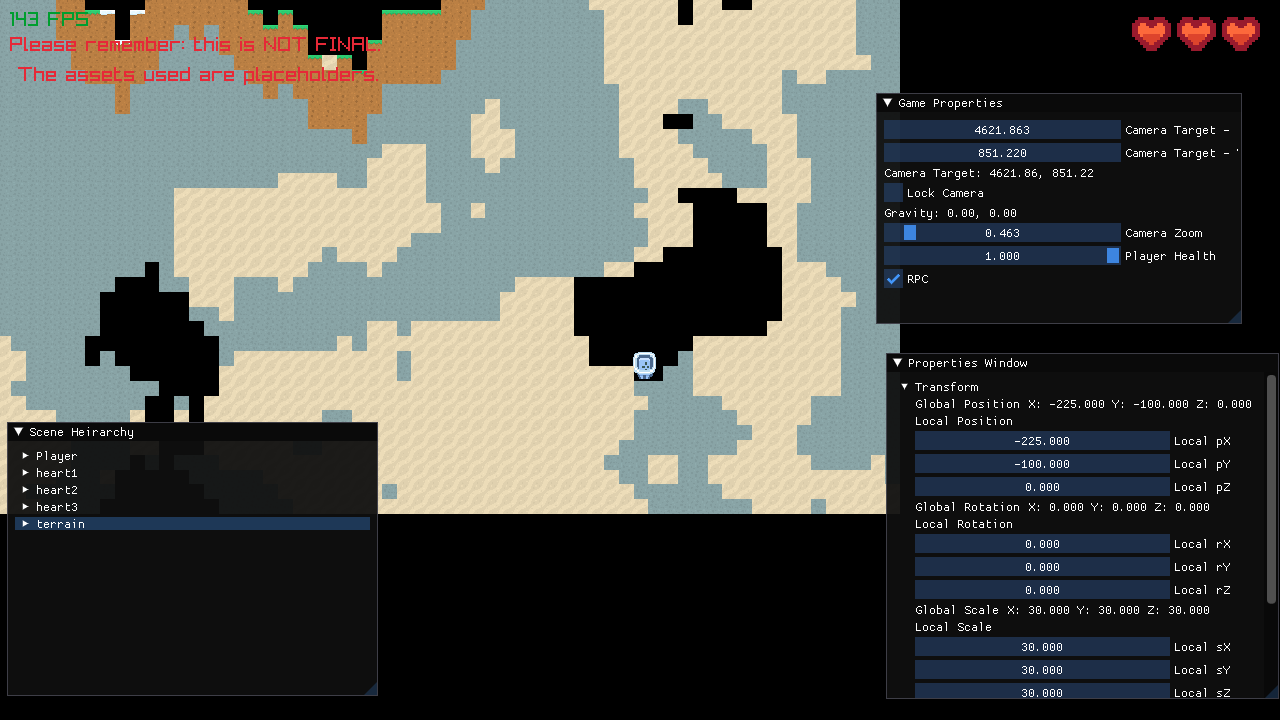 143 FPS
Please remember: this is NOT FINAL.
The assets used are placeholders.
Game Properties
4621.863 Camera Target -
851.220 Camera Target -
Camera Target: 4621.86, 851.22
Lock Camera
Gravity: 0.00, 0.00
0.463 Camera Zoom
1.000 Player Health
RPC
Properties Window
Transform
Global Position X: -225.000 Y: -100.000 Z: 0.000
Local Position
-225.000 Local pX
-100.000 Local pY
0.000 Local pZ
Global Rotation X: 0.000 Y: 0.000 Z: 0.000
Local Rotation
0.000 Local rX
0.000 Local rY
0.000 Local rZ
Global Scale X: 30.000 Y: 30.000 Z: 30.000
Local Scale
30.000 Local sX
30.000 Local sY
30.000 Local sZ
Scene Heirarchy
Player
heart1
heart2
heart3
terrain